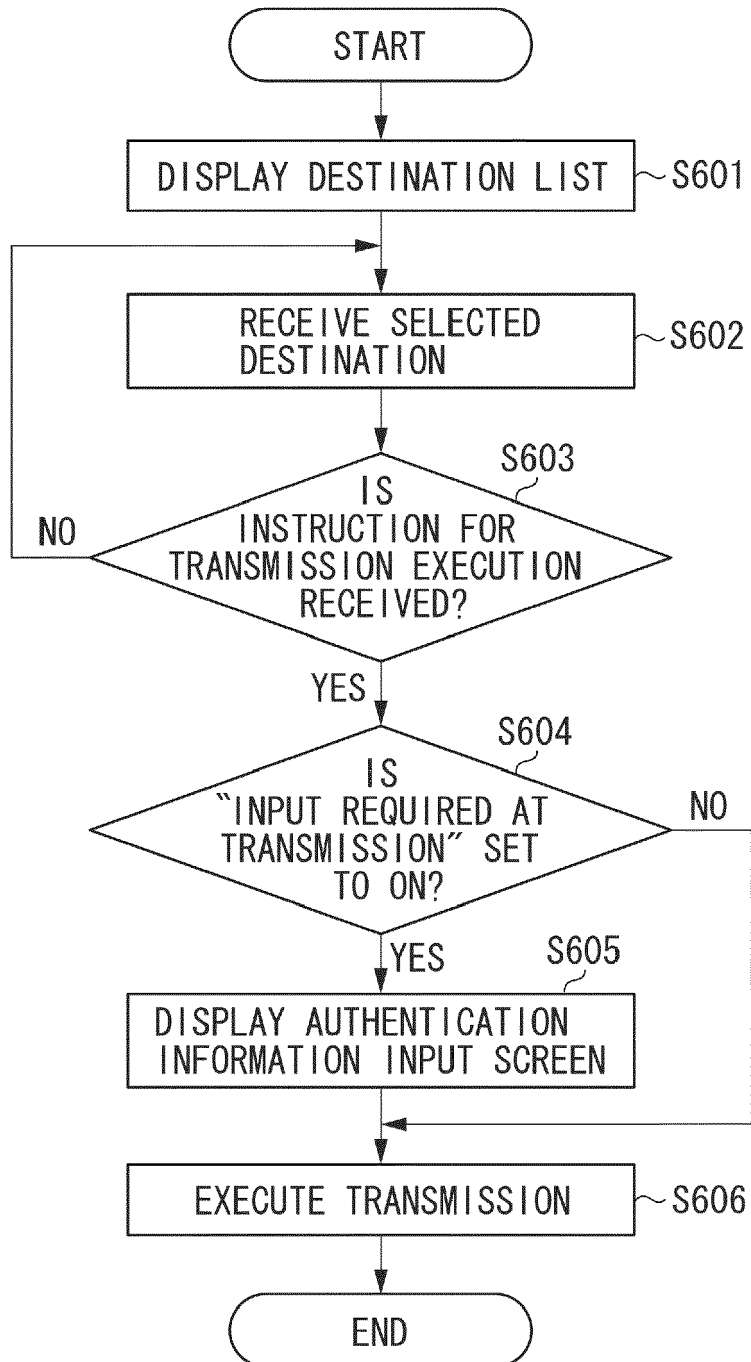 START
DISPLAY DESTINATION LIST
S601
RECEIVE SELECTED
DESTINATION
S602
S603
IS
INSTRUCTION FOR
TRANSMISSION EXECUTION
RECEIVED?
NO
YES
S604
IS
"INPUT REQUIRED AT
TRANSMISSION" SET
TO ON?
NO
YES
S605
DISPLAY AUTHENTICATION
INFORMATION INPUT SCREEN
EXECUTE TRANSMISSION
S606
END